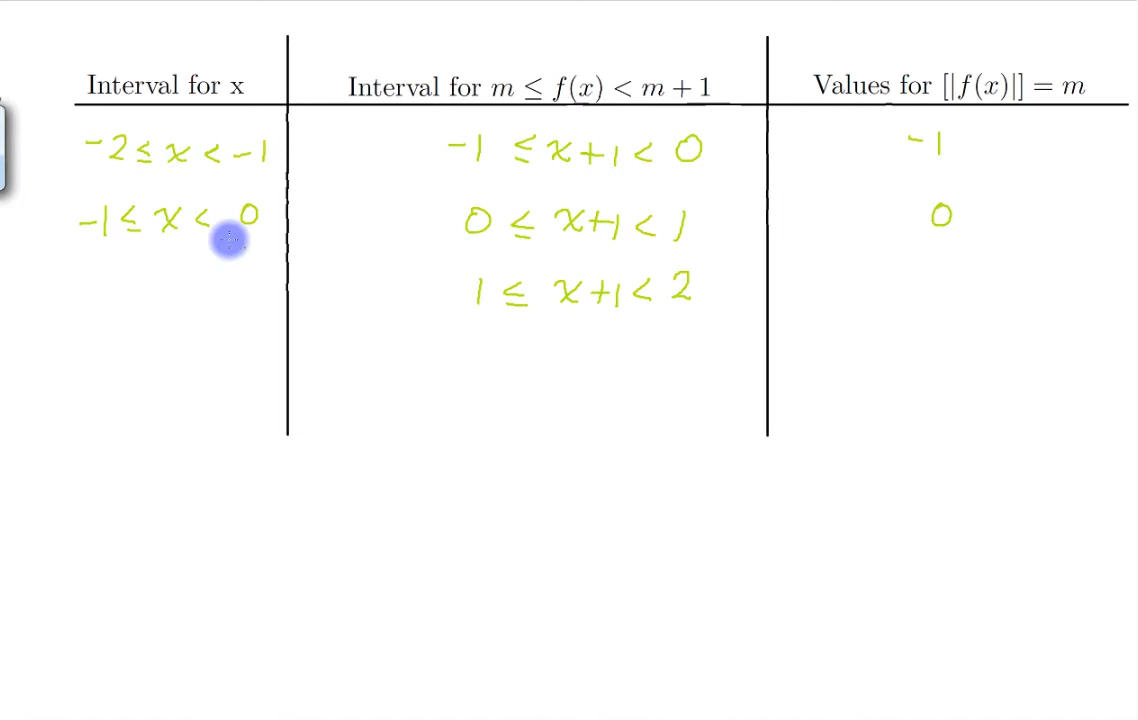 Interval for x Interval for m ≤ f(x) < m + 1 Values for [|f(x)|] = m
-2 ≤ x < -1 -1 ≤ x+1 < 0 -1
-1 ≤ x < 0 0 ≤ x+1 < 1 0
1 ≤ x+1 < 2